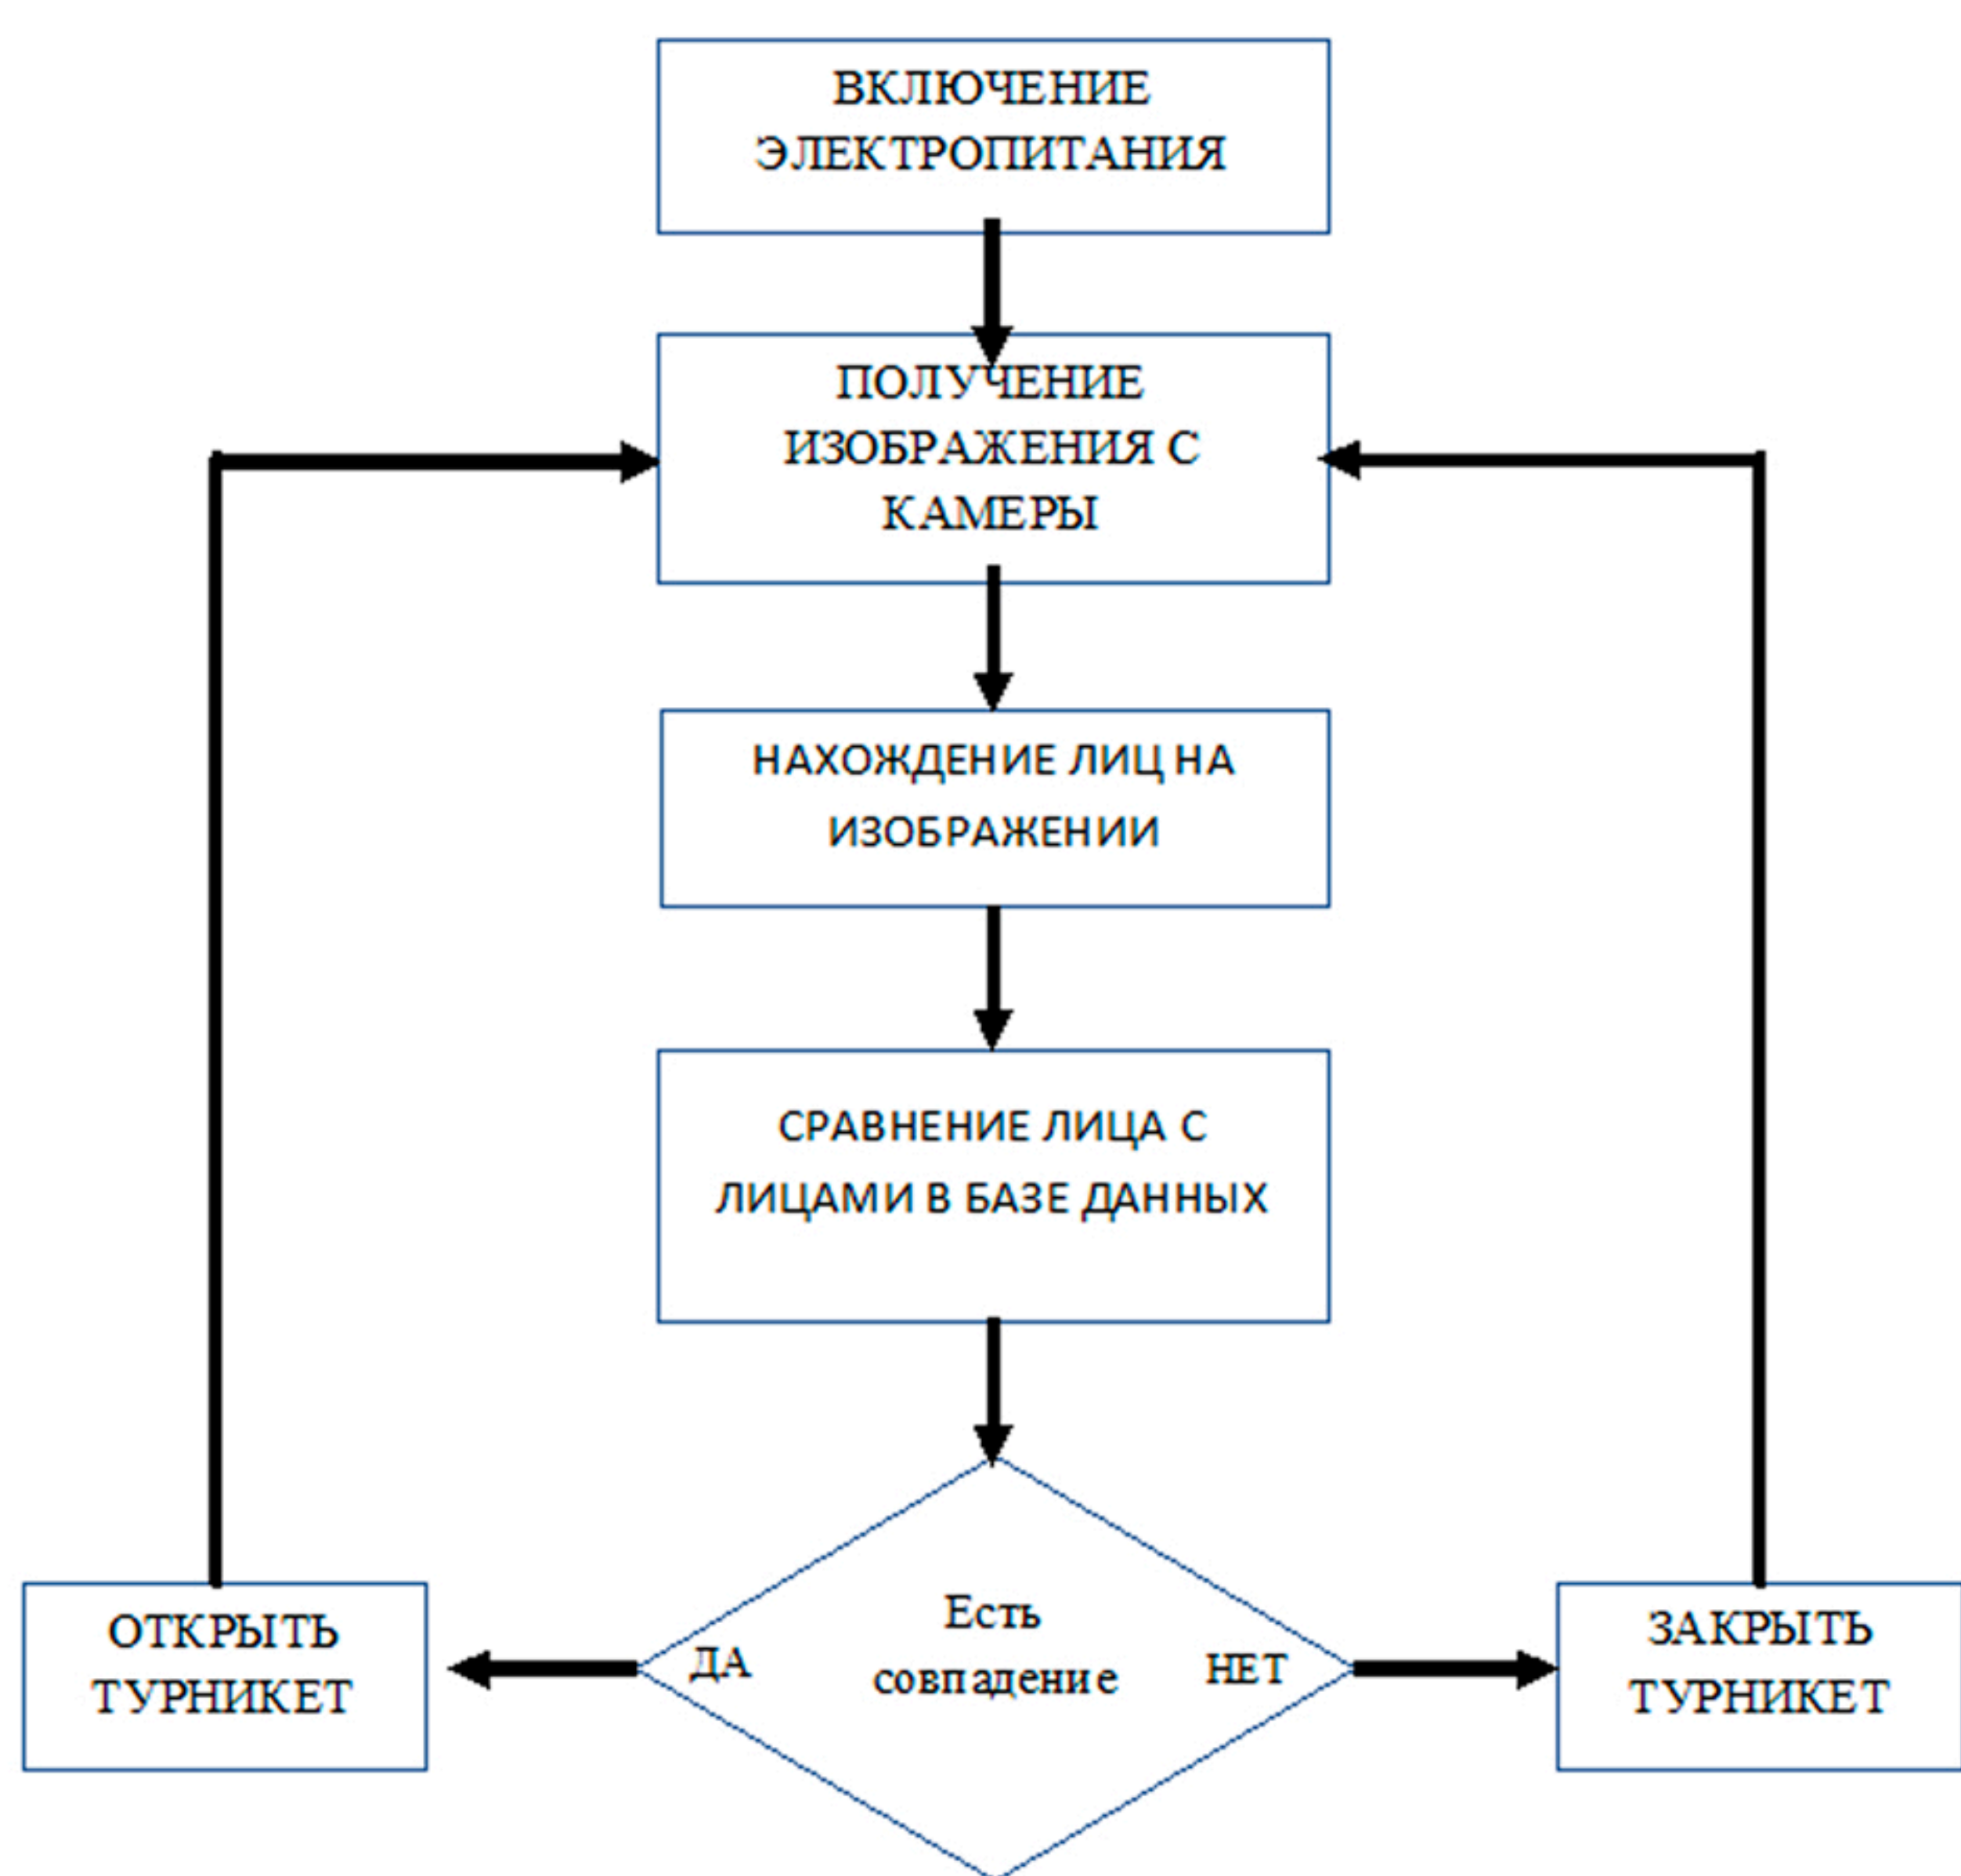 ВКЛЮЧЕНИЕ
ЭЛЕКТРОПИТАНИЯ
ПОЛУЧЕНИЕ
ИЗОБРАЖЕНИЯ С
КАМЕРЫ
НАХОЖДЕНИЕ ЛИЦ НА
ИЗОБРАЖЕНИИ
СРАВНЕНИЕ ЛИЦА С
ЛИЦАМИ В БАЗЕ ДАННЫХ
ОТКРЫТЬ
ТУРНИКЕТ
ДА
Есть
совпадение
НЕТ
ЗАКРЫТЬ
ТУРНИКЕТ